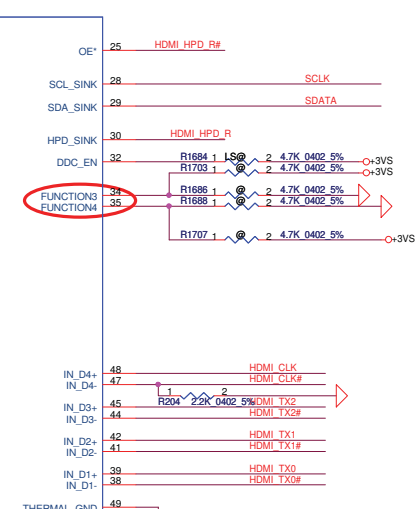 OE* 25 HDMI_HPD_R#
SCL_SINK 28 SCLK
SDA_SINK 29 SDATA
HPD_SINK 30 HDMI_HPD_R
DDC_EN 32 R1684 1 LS@ 2 4.7K_0402_5% +3VS
R1703 1 @ 2 4.7K_0402_5% +3VS
FUNCTION3 34 R1686 1 @ 2 4.7K_0402_5%
FUNCTION4 35 R1688 1 @ 2 4.7K_0402_5%
R1707 1 @ 2 4.7K_0402_5% +3VS
IN_D4+ 48 HDMI_CLK
IN_D4- 47 HDMI_CLK#
1 2
R204 2.2K_0402_5%
IN_D3+ 45 HDMI_TX2
IN_D3- 44 HDMI_TX2#
IN_D2+ 42 HDMI_TX1
IN_D2- 41 HDMI_TX1#
IN_D1+ 39 HDMI_TX0
IN_D1- 38 HDMI_TX0#
THERMAL_GND 49